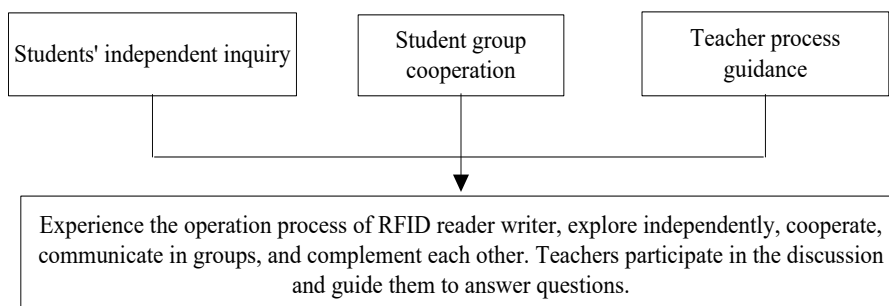 Students' independent inquiry
Student group
cooperation
Teacher process
guidance
Experience the operation process of RFID reader writer, explore independently, cooperate,
communicate in groups, and complement each other. Teachers participate in the discussion
and guide them to answer questions.